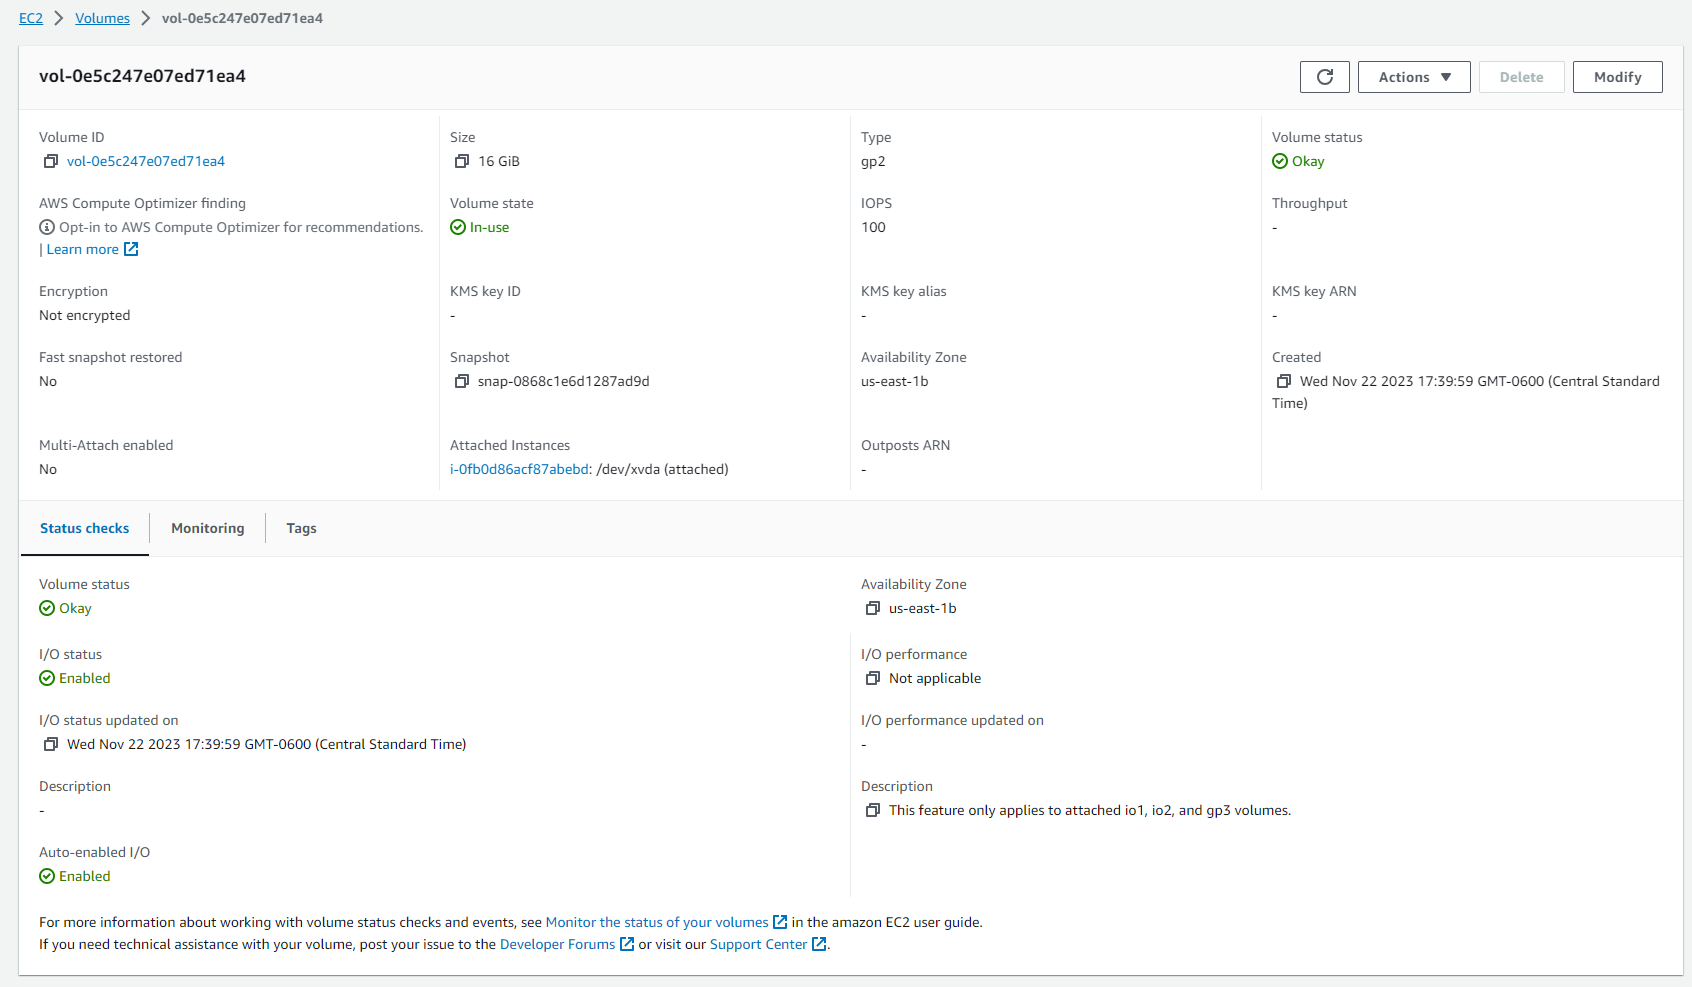 EC2 > Volumes > vol-0e5c247e07ed71ea4
vol-0e5c247e07ed71ea4
Actions Delete Modify
Volume ID
vol-0e5c247e07ed71ea4
Size
16 GiB
Type
gp2
Volume status
Okay
AWS Compute Optimizer finding
Opt-in to AWS Compute Optimizer for recommendations.
| Learn more
Volume state
In-use
IOPS
100
Throughput
-
Encryption
Not encrypted
KMS key ID
-
KMS key alias
-
KMS key ARN
-
Fast snapshot restored
No
Snapshot
snap-0868c1e6d1287ad9d
Availability Zone
us-east-1b
Created
Wed Nov 22 2023 17:39:59 GMT-0600 (Central Standard
Time)
Multi-Attach enabled
No
Attached Instances
i-0fb0d86acf87abebd: /dev/xvda (attached)
Outposts ARN
-
Status checks Monitoring Tags
Volume status
Okay
Availability Zone
us-east-1b
I/O status
Enabled
I/O performance
Not applicable
I/O status updated on
Wed Nov 22 2023 17:39:59 GMT-0600 (Central Standard Time)
I/O performance updated on
-
Description
-
Description
This feature only applies to attached io1, io2, and gp3 volumes.
Auto-enabled I/O
Enabled
For more information about working with volume status checks and events, see Monitor the status of your volumes in the amazon EC2 user guide.
If you need technical assistance with your volume, post your issue to the Developer Forums or visit our Support Center.